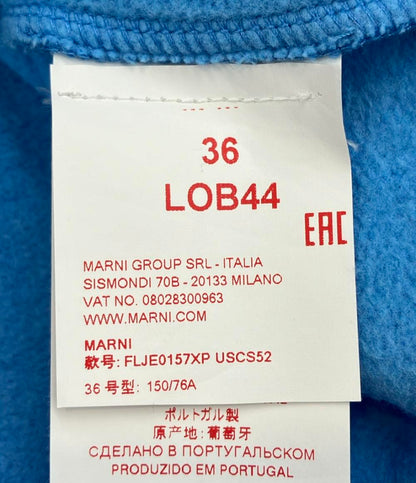 36
LOB44
EAC
MARNI GROUP SRL - ITALIA
SISMONDI 70B - 20133 MILANO
VAT NO. 08028300963
WWW.MARNI.COM
MARNI
款号: FLJE0157XP USCS52
36 号型: 150/76A
ポルトガル製
原产地: 葡萄牙
СДЕЛАНО В ПОРТУГАЛЬСКОМ
PRODUZIDO EM PORTUGAL